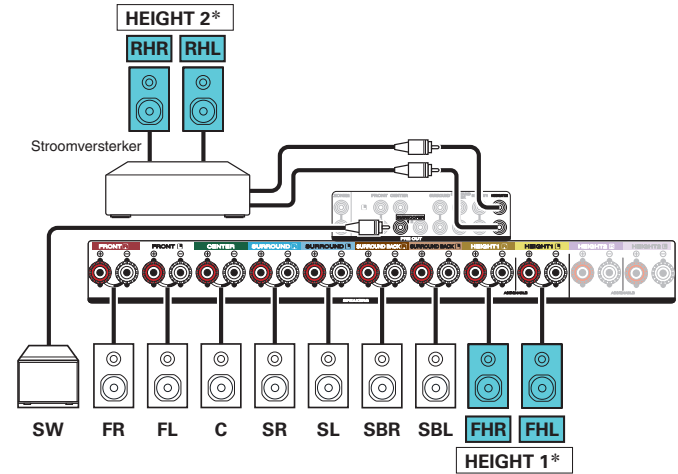 HEIGHT 2*
RHR RHL
Stroomversterker
PRE OUT
FRONT R FRONT L CENTER SURROUND R SURROUND L SURROUND BACK R SURROUND BACK L HEIGHT1 R HEIGHT1 L HEIGHT2 R HEIGHT2 L
SPEAKERS
SW FR FL C SR SL SBR SBL FHR FHL
HEIGHT 1*